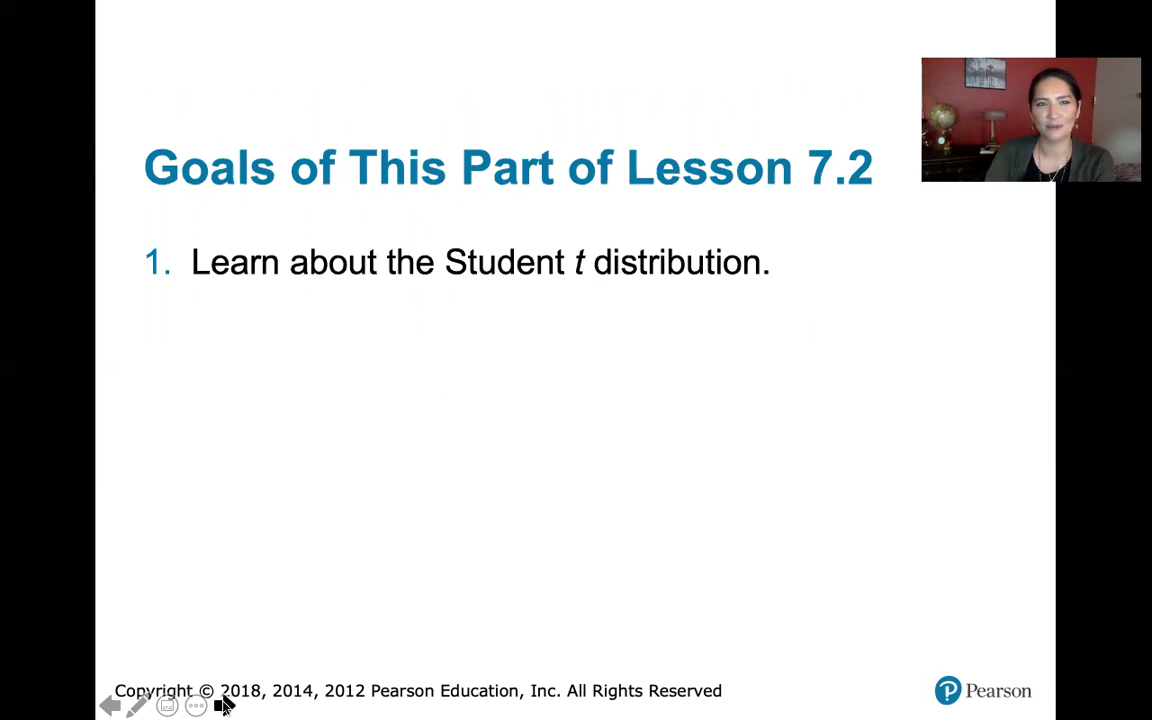 Goals of This Part of Lesson 7.2
1. Learn about the Student t distribution.
Copyright © 2018, 2014, 2012 Pearson Education, Inc. All Rights Reserved
Pearson